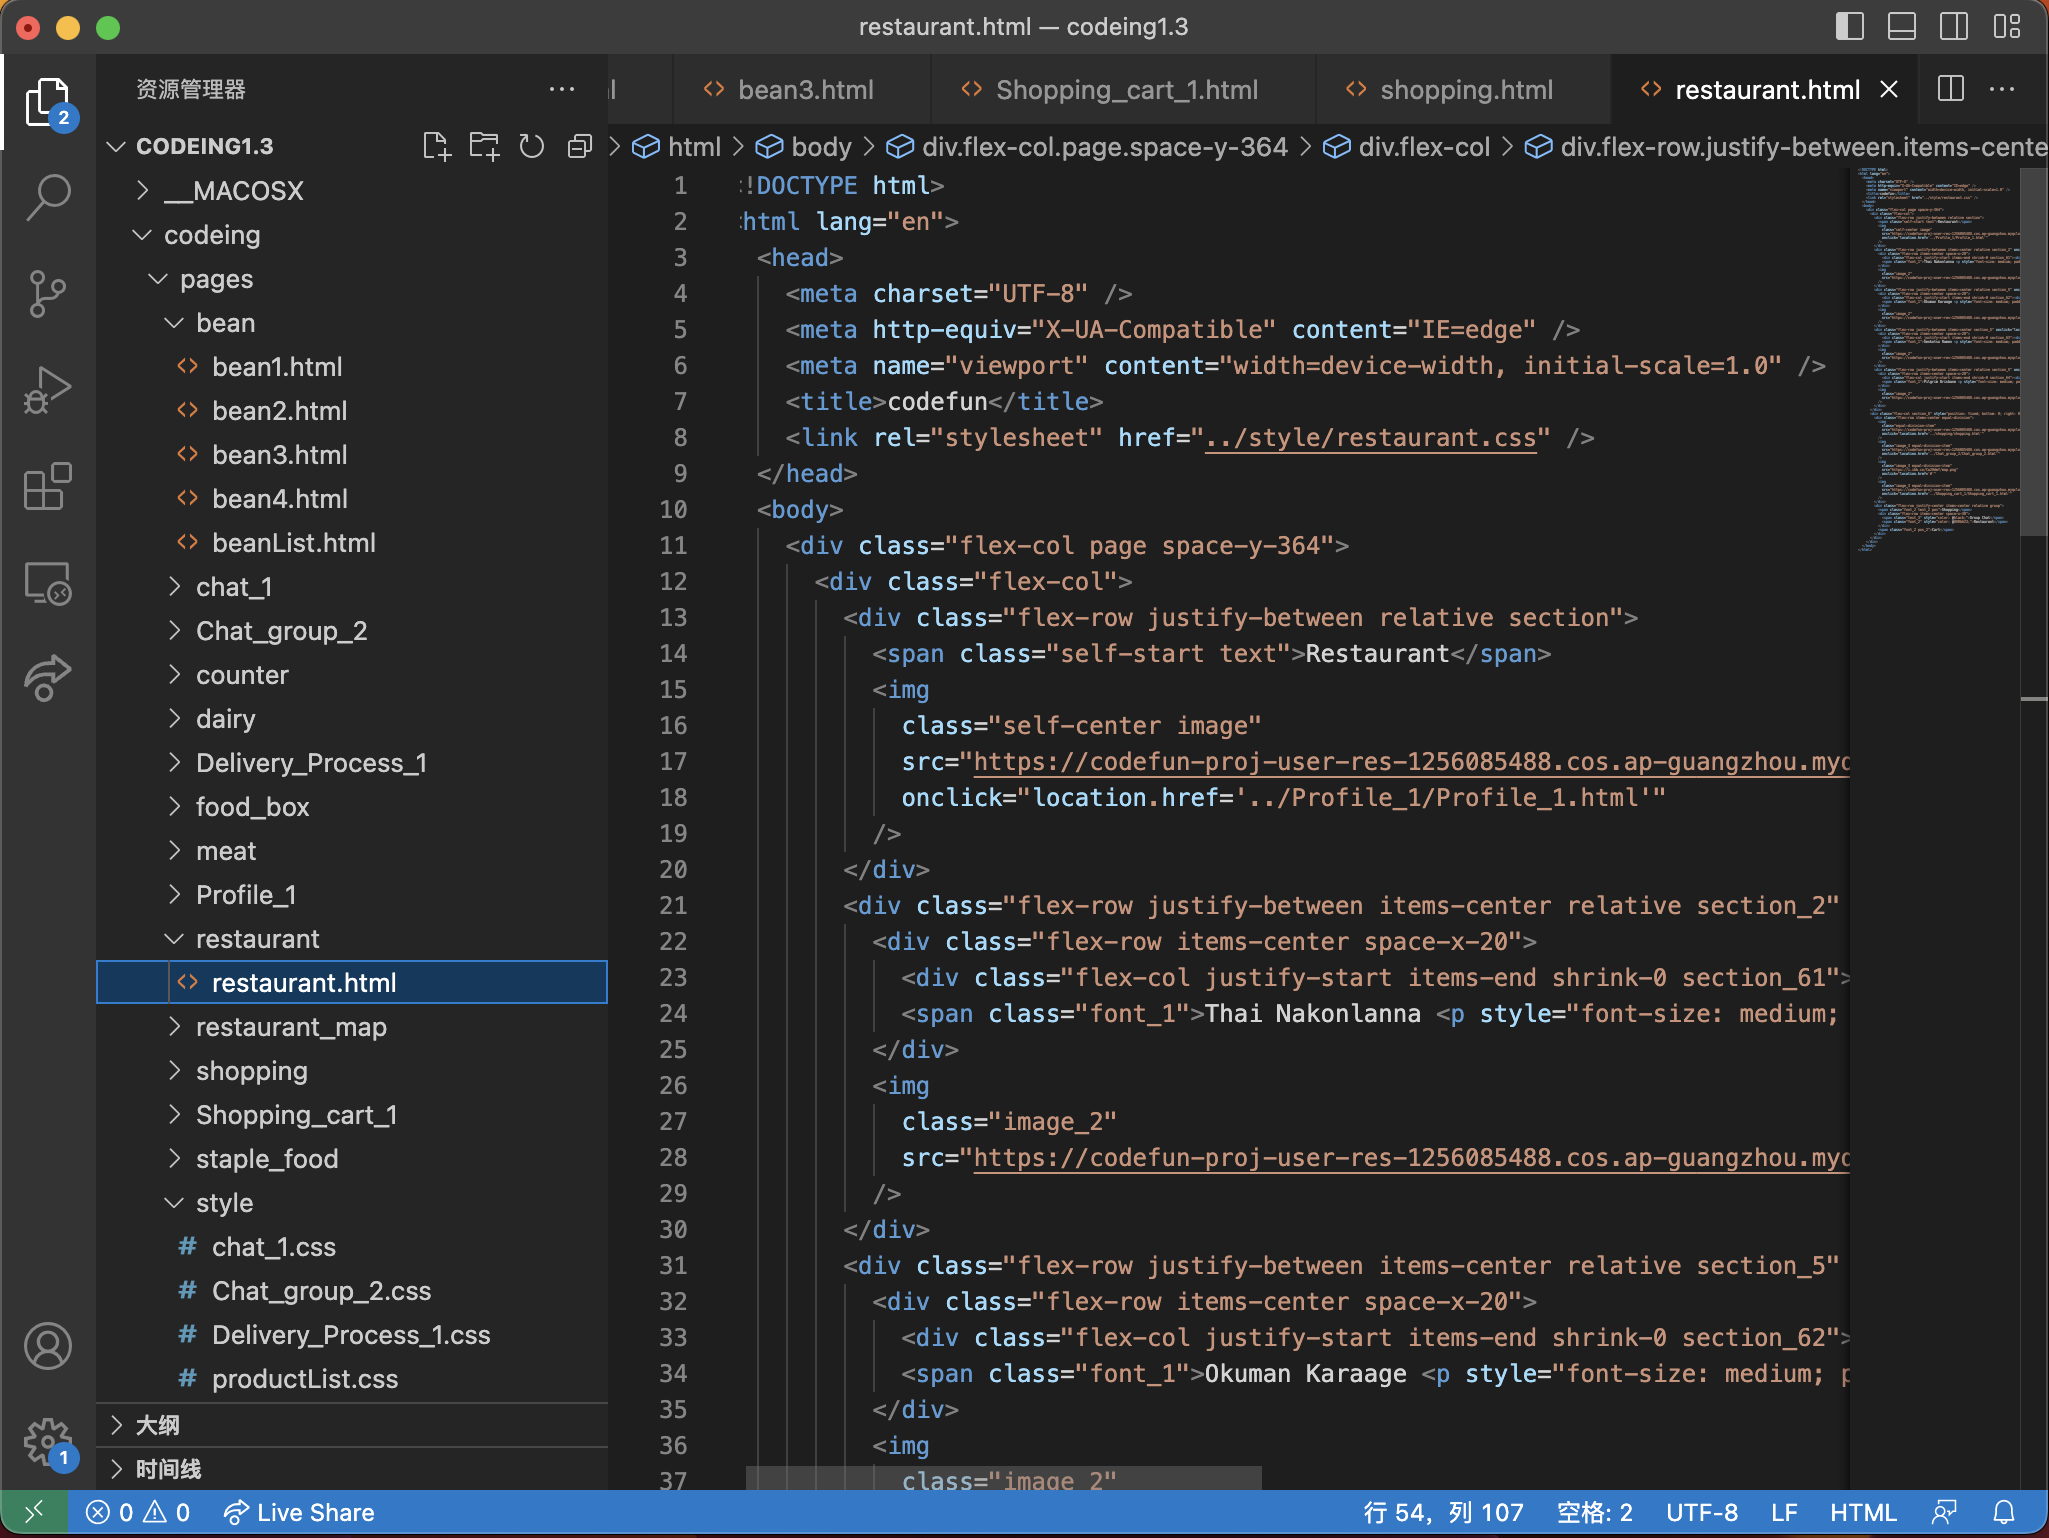 restaurant.html — codeing1.3
资源管理器
2
CODEING1.3
__MACOSX
codeing
pages
bean
bean1.html
bean2.html
bean3.html
bean4.html
beanList.html
chat_1
Chat_group_2
counter
dairy
Delivery_Process_1
food_box
meat
Profile_1
restaurant
restaurant.html
restaurant_map
shopping
Shopping_cart_1
staple_food
style
# chat_1.css
# Chat_group_2.css
# Delivery_Process_1.css
# productList.css
大纲
时间线
1
bean3.html Shopping_cart_1.html shopping.html restaurant.html
html > body > div.flex-col.page.space-y-364 > div.flex-col > div.flex-row.justify-between.items-cente
1 !DOCTYPE html>
2 html lang="en">
3 <head>
4 <meta charset="UTF-8" />
5 <meta http-equiv="X-UA-Compatible" content="IE=edge" />
6 <meta name="viewport" content="width=device-width, initial-scale=1.0" />
7 <title>codefun</title>
8 <link rel="stylesheet" href="../style/restaurant.css" />
9 </head>
10 <body>
11 <div class="flex-col page space-y-364">
12 <div class="flex-col">
13 <div class="flex-row justify-between relative section">
14 <span class="self-start text">Restaurant</span>
15 <img
16 class="self-center image"
17 src="https://codefun-proj-user-res-1256085488.cos.ap-guangzhou.myq
18 onclick="location.href='../Profile_1/Profile_1.html'"
19 />
20 </div>
21 <div class="flex-row justify-between items-center relative section_2"
22 <div class="flex-row items-center space-x-20">
23 <div class="flex-col justify-start items-end shrink-0 section_61">
24 <span class="font_1">Thai Nakonlanna <p style="font-size: medium;
25 </div>
26 <img
27 class="image_2"
28 src="https://codefun-proj-user-res-1256085488.cos.ap-guangzhou.myq
29 />
30 </div>
31 <div class="flex-row justify-between items-center relative section_5"
32 <div class="flex-row items-center space-x-20">
33 <div class="flex-col justify-start items-end shrink-0 section_62">
34 <span class="font_1">Okuman Karaage <p style="font-size: medium; p
35 </div>
36 <img
37 class="image_2"
0 0 Live Share 行 54，列 107 空格: 2 UTF-8 LF HTML